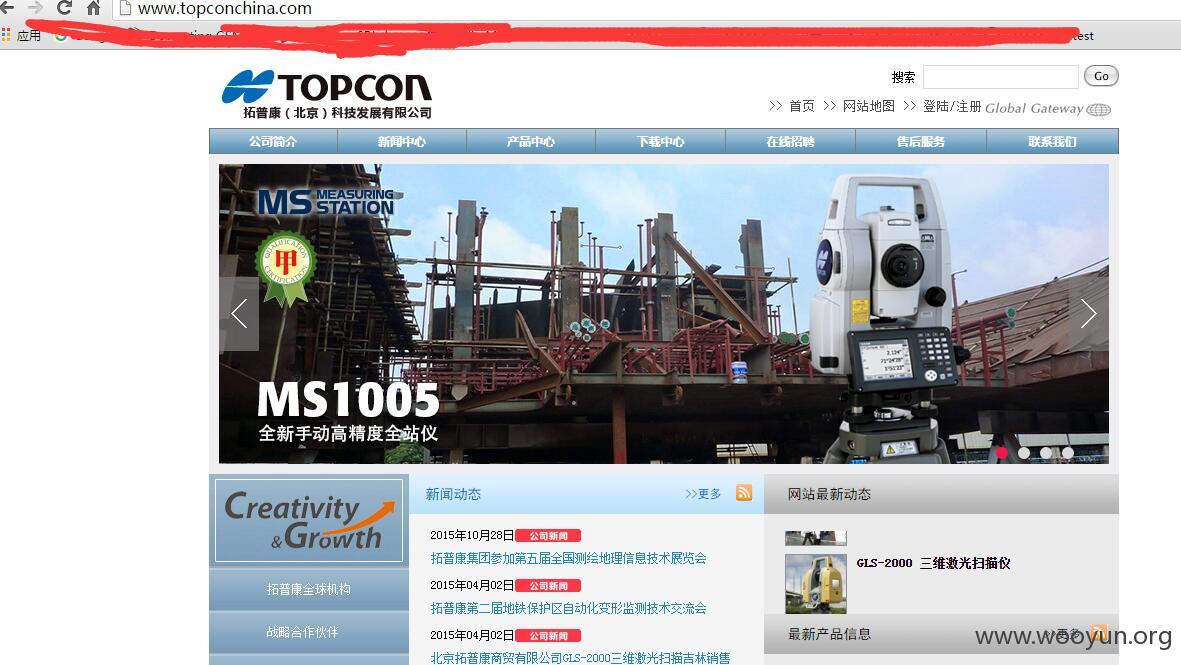 www.topconchina.com
应用
test
TOPCON
拓普康（北京）科技发展有限公司
搜索
Go
>> 首页 >> 网站地图 >> 登陆/注册 Global Gateway
公司简介 新闻中心 产品中心 下载中心 在线招聘 售后服务 联系我们
MS MEASURING STATION
QUALIFICATION
甲
CERTIFICATION
MS1005
全新手动高精度全站仪
Creativity
& Growth
拓普康全球机构
战略合作伙伴
新闻动态 >>更多
2015年10月28日 公司新闻
拓普康集团参加第五届全国测绘地理信息技术展览会
2015年04月02日 公司新闻
拓普康第二届地铁保护区自动化变形监测技术交流会
2015年04月02日 公司新闻
北京拓普康商贸有限公司GLS-2000三维激光扫描吉林销售
网站最新动态
GLS-2000 三维激光扫描仪
最新产品信息 >>更多
www.wooyun.org